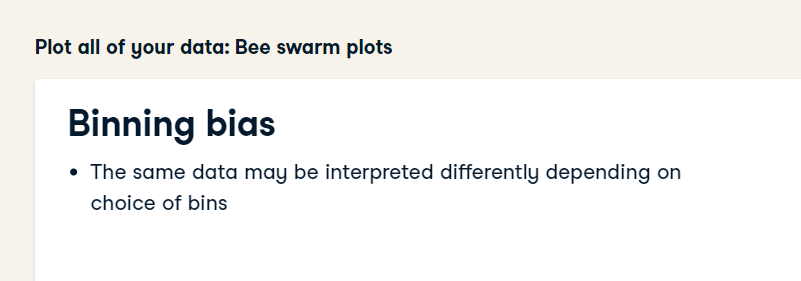 Plot all of your data: Bee swarm plots
Binning bias
• The same data may be interpreted differently depending on
choice of bins